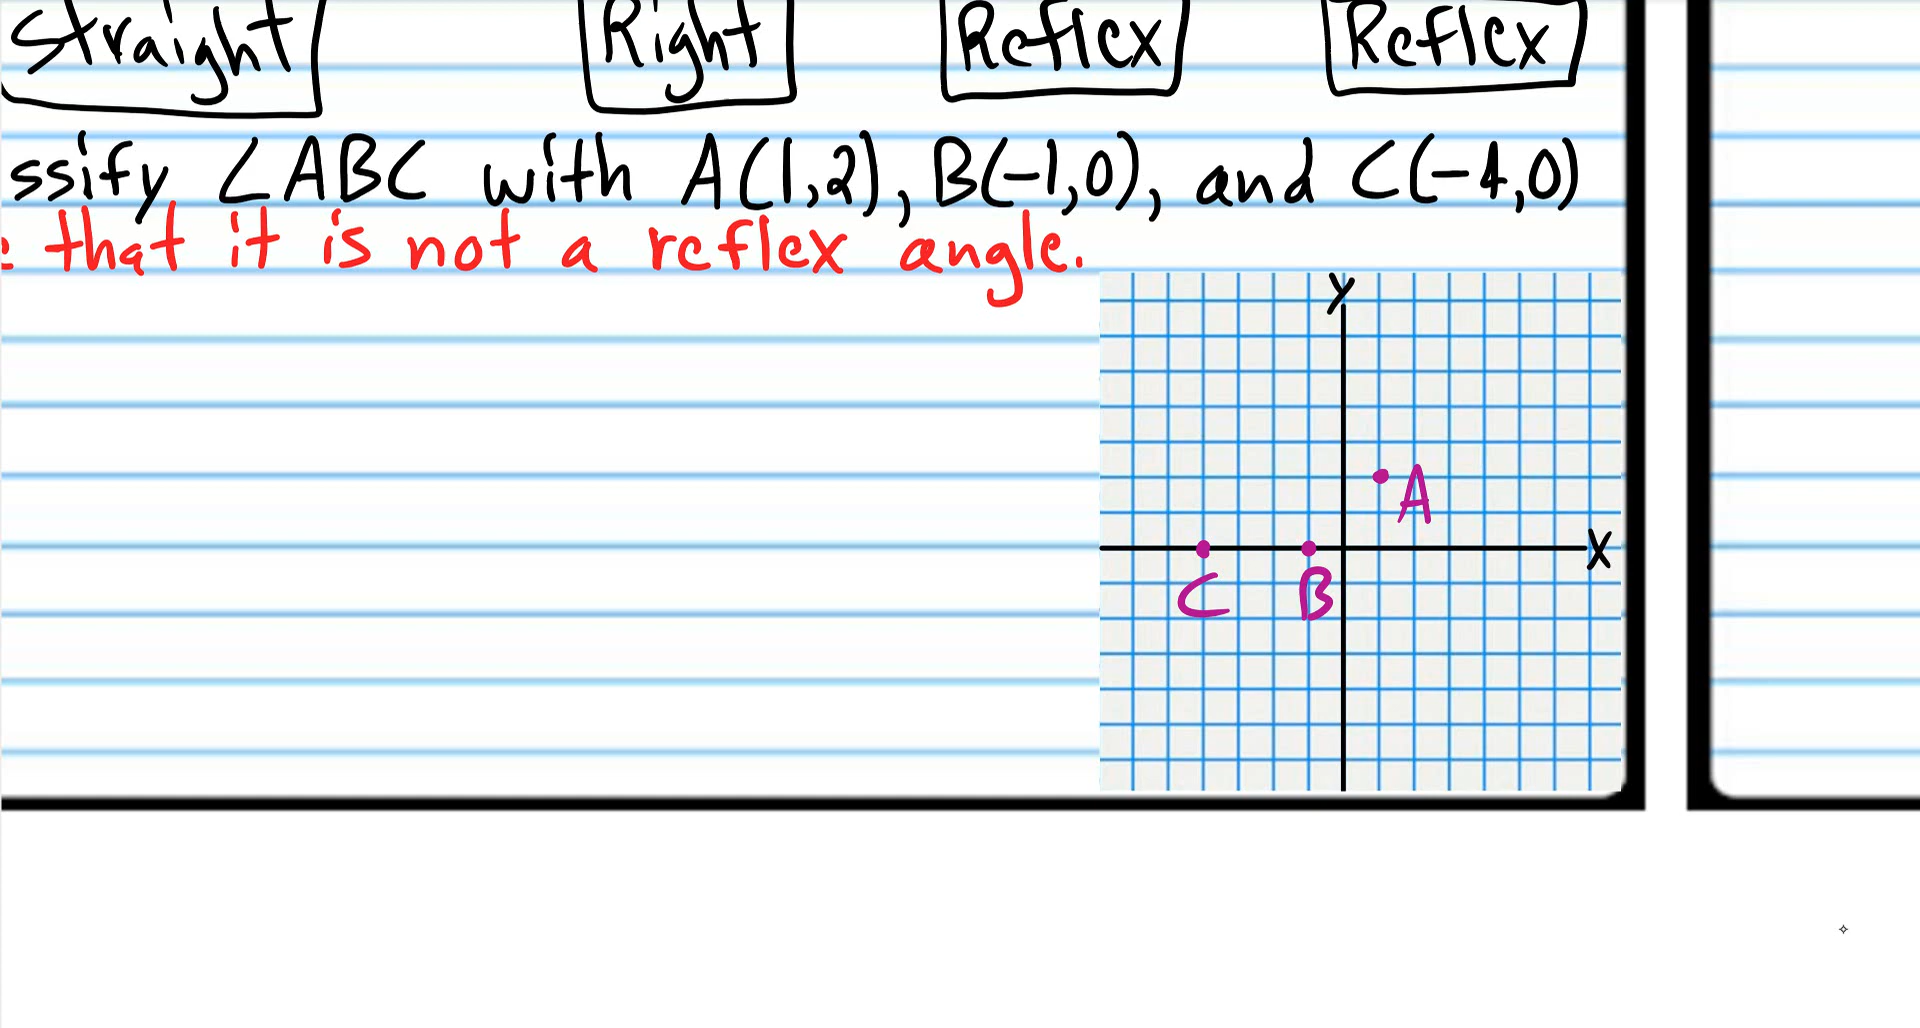 Straight Right Reflex Reflex
ssify ∠ABC with A(1,2), B(-1,0), and C(-4,0)
that it is not a reflex angle.
y
A
x
C B